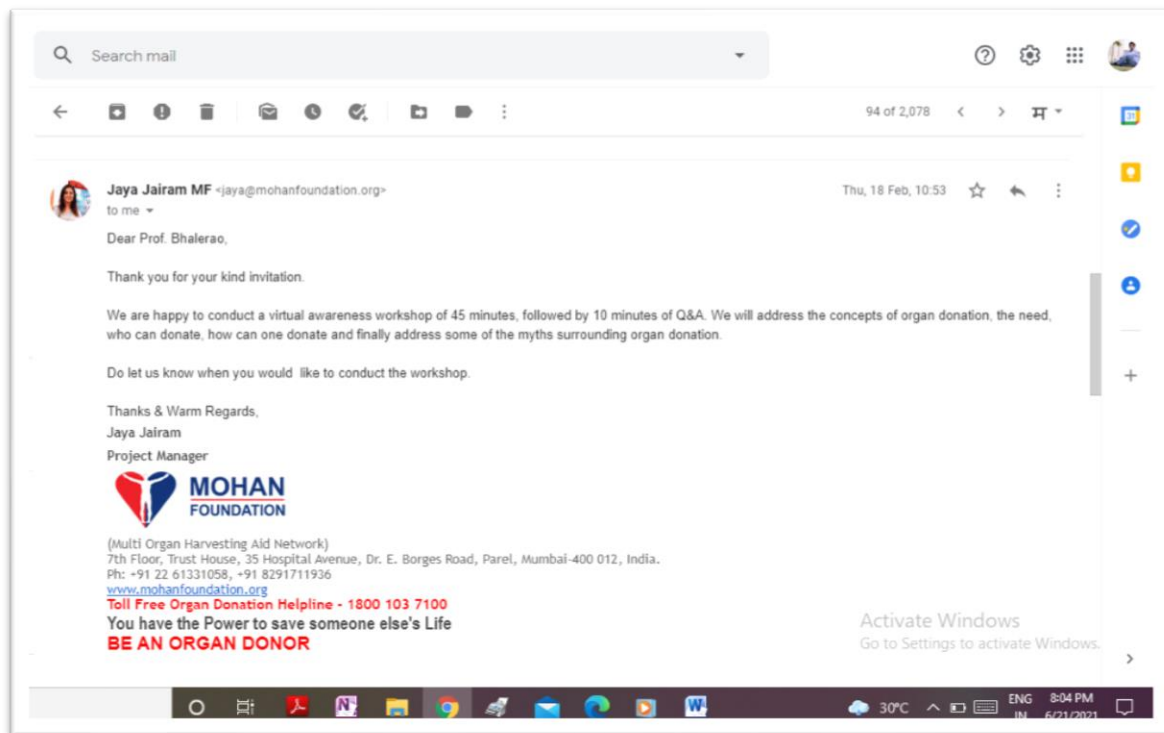 Search mail
94 of 2,078
म
31
Jaya Jairam MF <jaya@mohanfoundation.org>
Thu, 18 Feb, 10:53
to me
Dear Prof. Bhalerao,
Thank you for your kind invitation.
We are happy to conduct a virtual awareness workshop of 45 minutes, followed by 10 minutes of Q&A. We will address the concepts of organ donation, the need,
who can donate, how can one donate and finally address some of the myths surrounding organ donation.
Do let us know when you would like to conduct the workshop.
Thanks & Warm Regards,
Jaya Jairam
Project Manager
MOHAN
FOUNDATION
(Multi Organ Harvesting Aid Network)
7th Floor, Trust House, 35 Hospital Avenue, Dr. E. Borges Road, Parel, Mumbai-400 012, India.
Ph: +91 22 61331058, +91 8291711936
www.mohanfoundation.org
Toll Free Organ Donation Helpline - 1800 103 7100
You have the Power to save someone else's Life
BE AN ORGAN DONOR
Activate Windows
Go to Settings to activate Windows.
30°C
ENG
IN
8:04 PM
6/21/2021